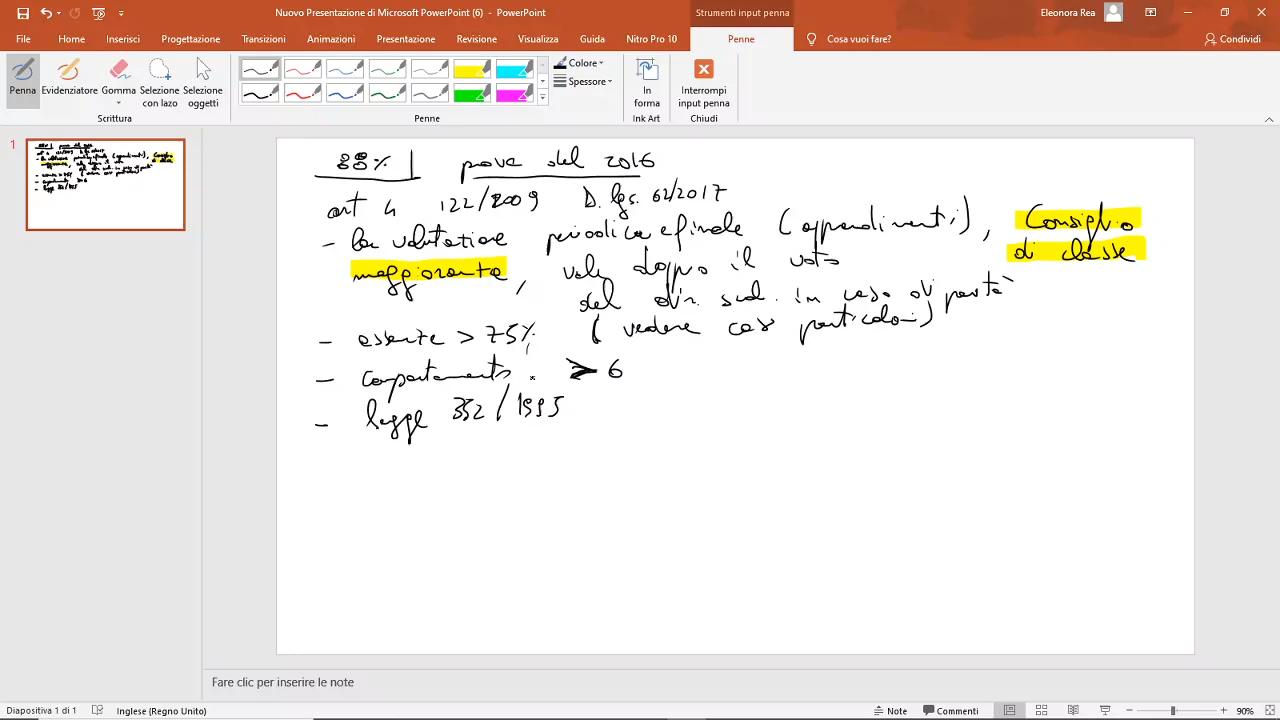 Nuovo Presentazione di Microsoft PowerPoint (6) - PowerPoint
Strumenti input penna
Eleonora Rea
File Home Inserisci Progettazione Transizioni Animazioni Presentazione Revisione Visualizza Guida Nitro Pro 10 Penne Cosa vuoi fare? Condividi
Penna Evidenziatore Gomma Selezione con lazo Selezione oggetti
Colore
Spessore
In forma
Interrompi input penna
Scrittura Penne Ink Art Chiudi
1
88% prova del 2016
art 4 122/2009 D.lgs. 62/2017
- la valutazione periodica e finale (apprendimenti), Consiglio
di classe
maggioranza, vale doppio il voto
del dir. scol. in caso di parità
- assenze > 75% (vedere casi particolari)
- comportamento . ≥ 6
- legge 352/1995
Fare clic per inserire le note
Diapositiva 1 di 1 Inglese (Regno Unito) Note Commenti 90%